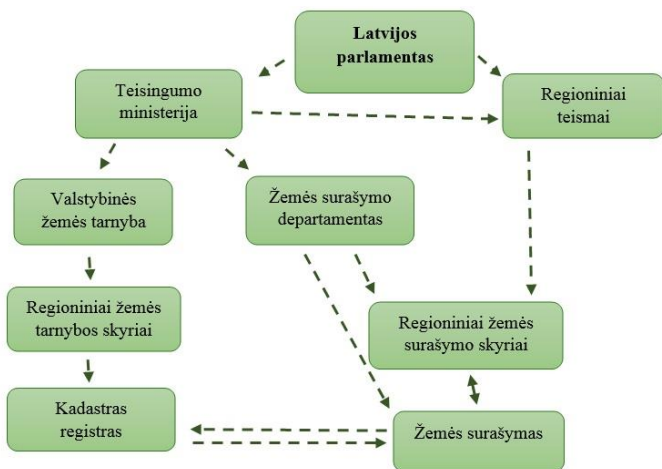 Latvijos
parlamentas
Teisingumo
ministerija
Regioniniai
teismai
Valstybinės
žemės tarnyba
Žemės surašymo
departamentas
Regioniniai žemės
tarnybos skyriai
Regioniniai žemės
surašymo skyriai
Kadastras
registras
Žemės surašymas